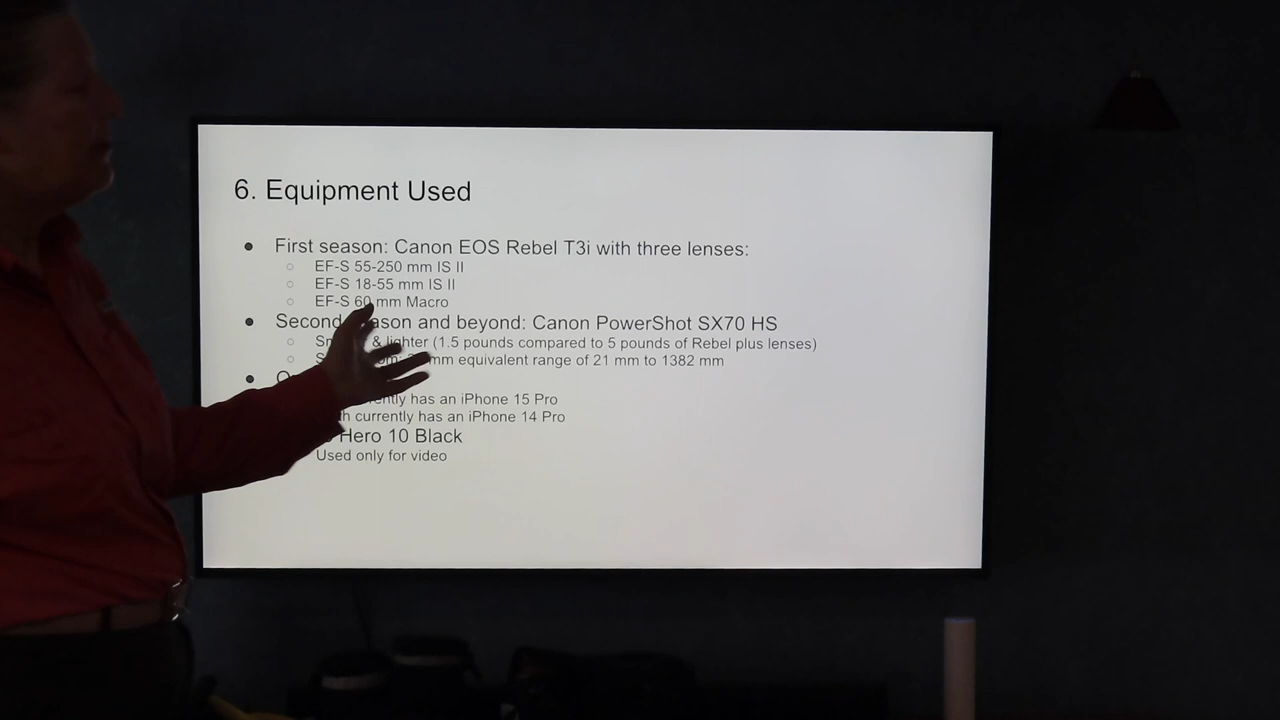 6. Equipment Used
● First season: Canon EOS Rebel T3i with three lenses:
○ EF-S 55-250 mm IS II
○ EF-S 18-55 mm IS II
○ EF-S 60 mm Macro
● Second season and beyond: Canon PowerShot SX70 HS
○ & lighter (1.5 pounds compared to 5 pounds of Rebel plus lenses)
○ mm equivalent range of 21 mm to 1382 mm
●
currently has an iPhone 15 Pro
currently has an iPhone 14 Pro
Hero 10 Black
Used only for video